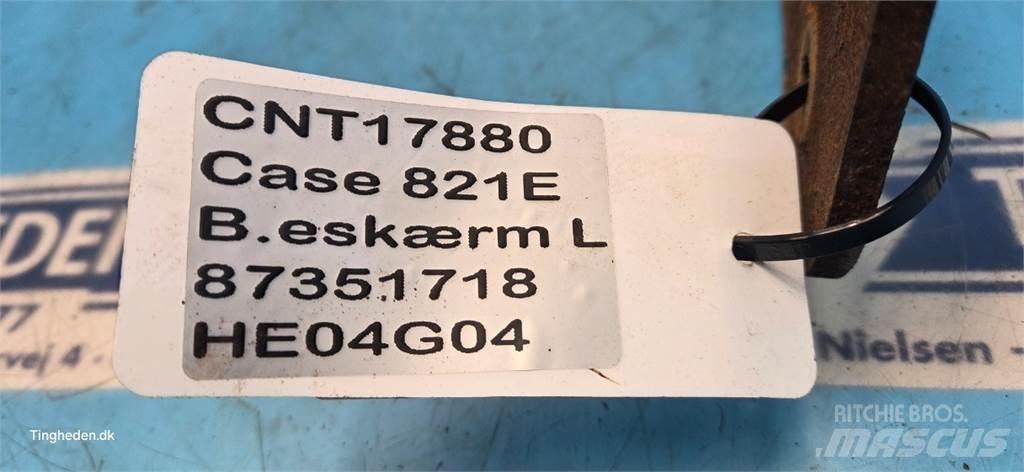 CNT17880
Case 821E
B.eskærm L
87351718
HE04G04
Nielsen -
Tingheden.dk
RITCHIE BROS.
MASCUS